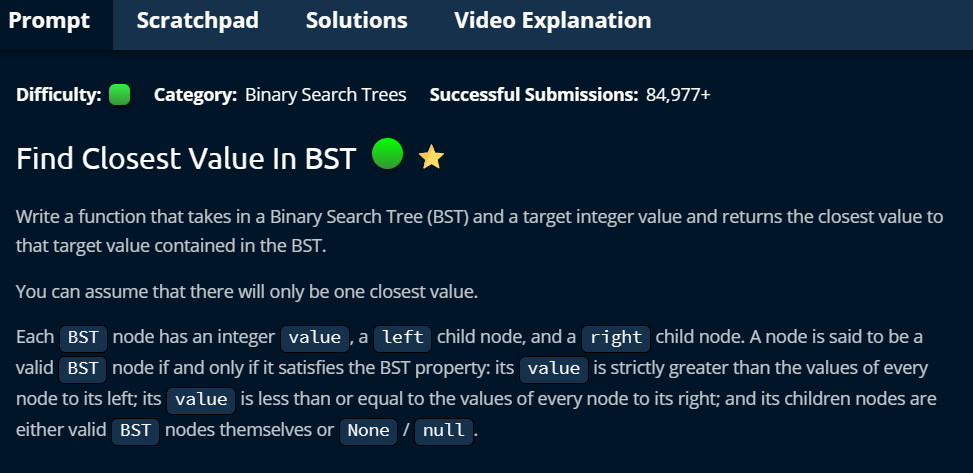 Prompt Scratchpad Solutions Video Explanation
Difficulty: Category: Binary Search Trees Successful Submissions: 84,977+
Find Closest Value In BST
Write a function that takes in a Binary Search Tree (BST) and a target integer value and returns the closest value to
that target value contained in the BST.
You can assume that there will only be one closest value.
Each BST node has an integer value , a left child node, and a right child node. A node is said to be a
valid BST node if and only if it satisfies the BST property: its value is strictly greater than the values of every
node to its left; its value is less than or equal to the values of every node to its right; and its children nodes are
either valid BST nodes themselves or None / null .